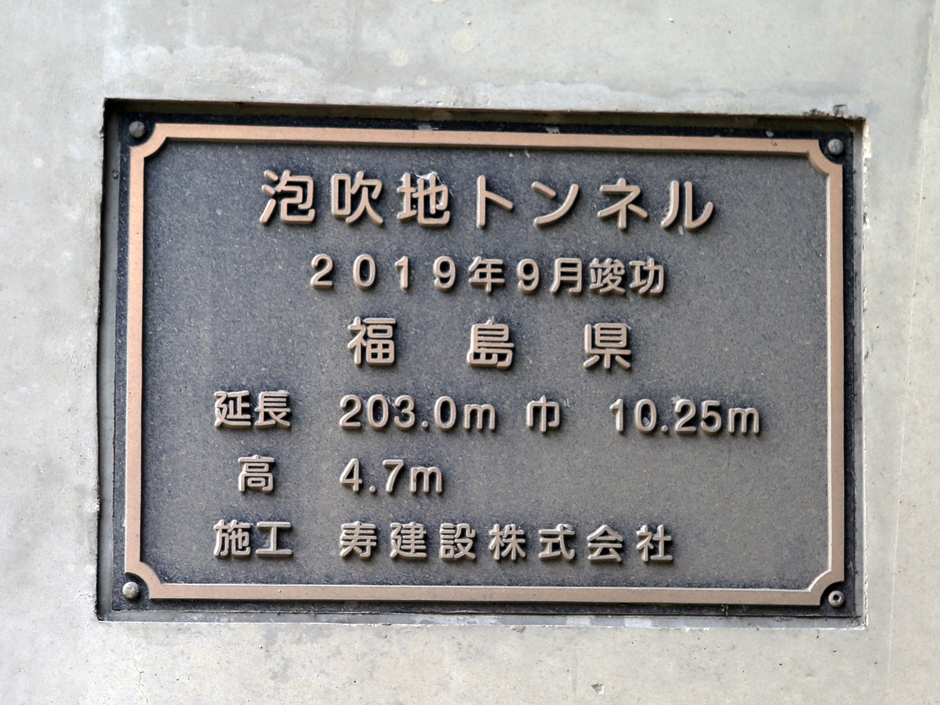 泡吹地トンネル
2019年9月竣功
福島県
延長 203.0m 巾 10.25m
高 4.7m
施工 寿建設株式会社